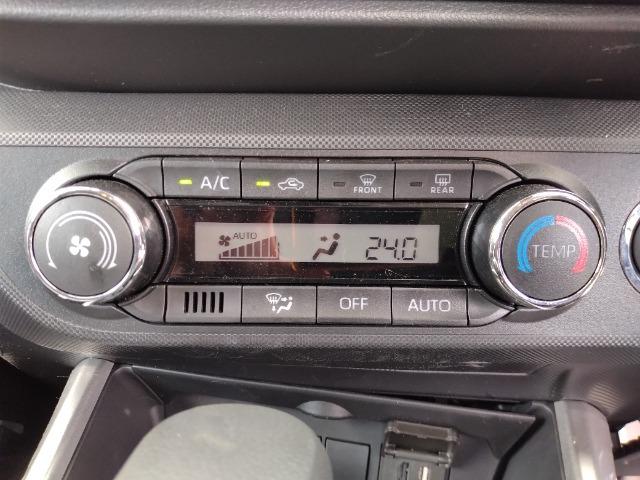 A/C FRONT REAR
AUTO 24.0 TEMP
OFF AUTO